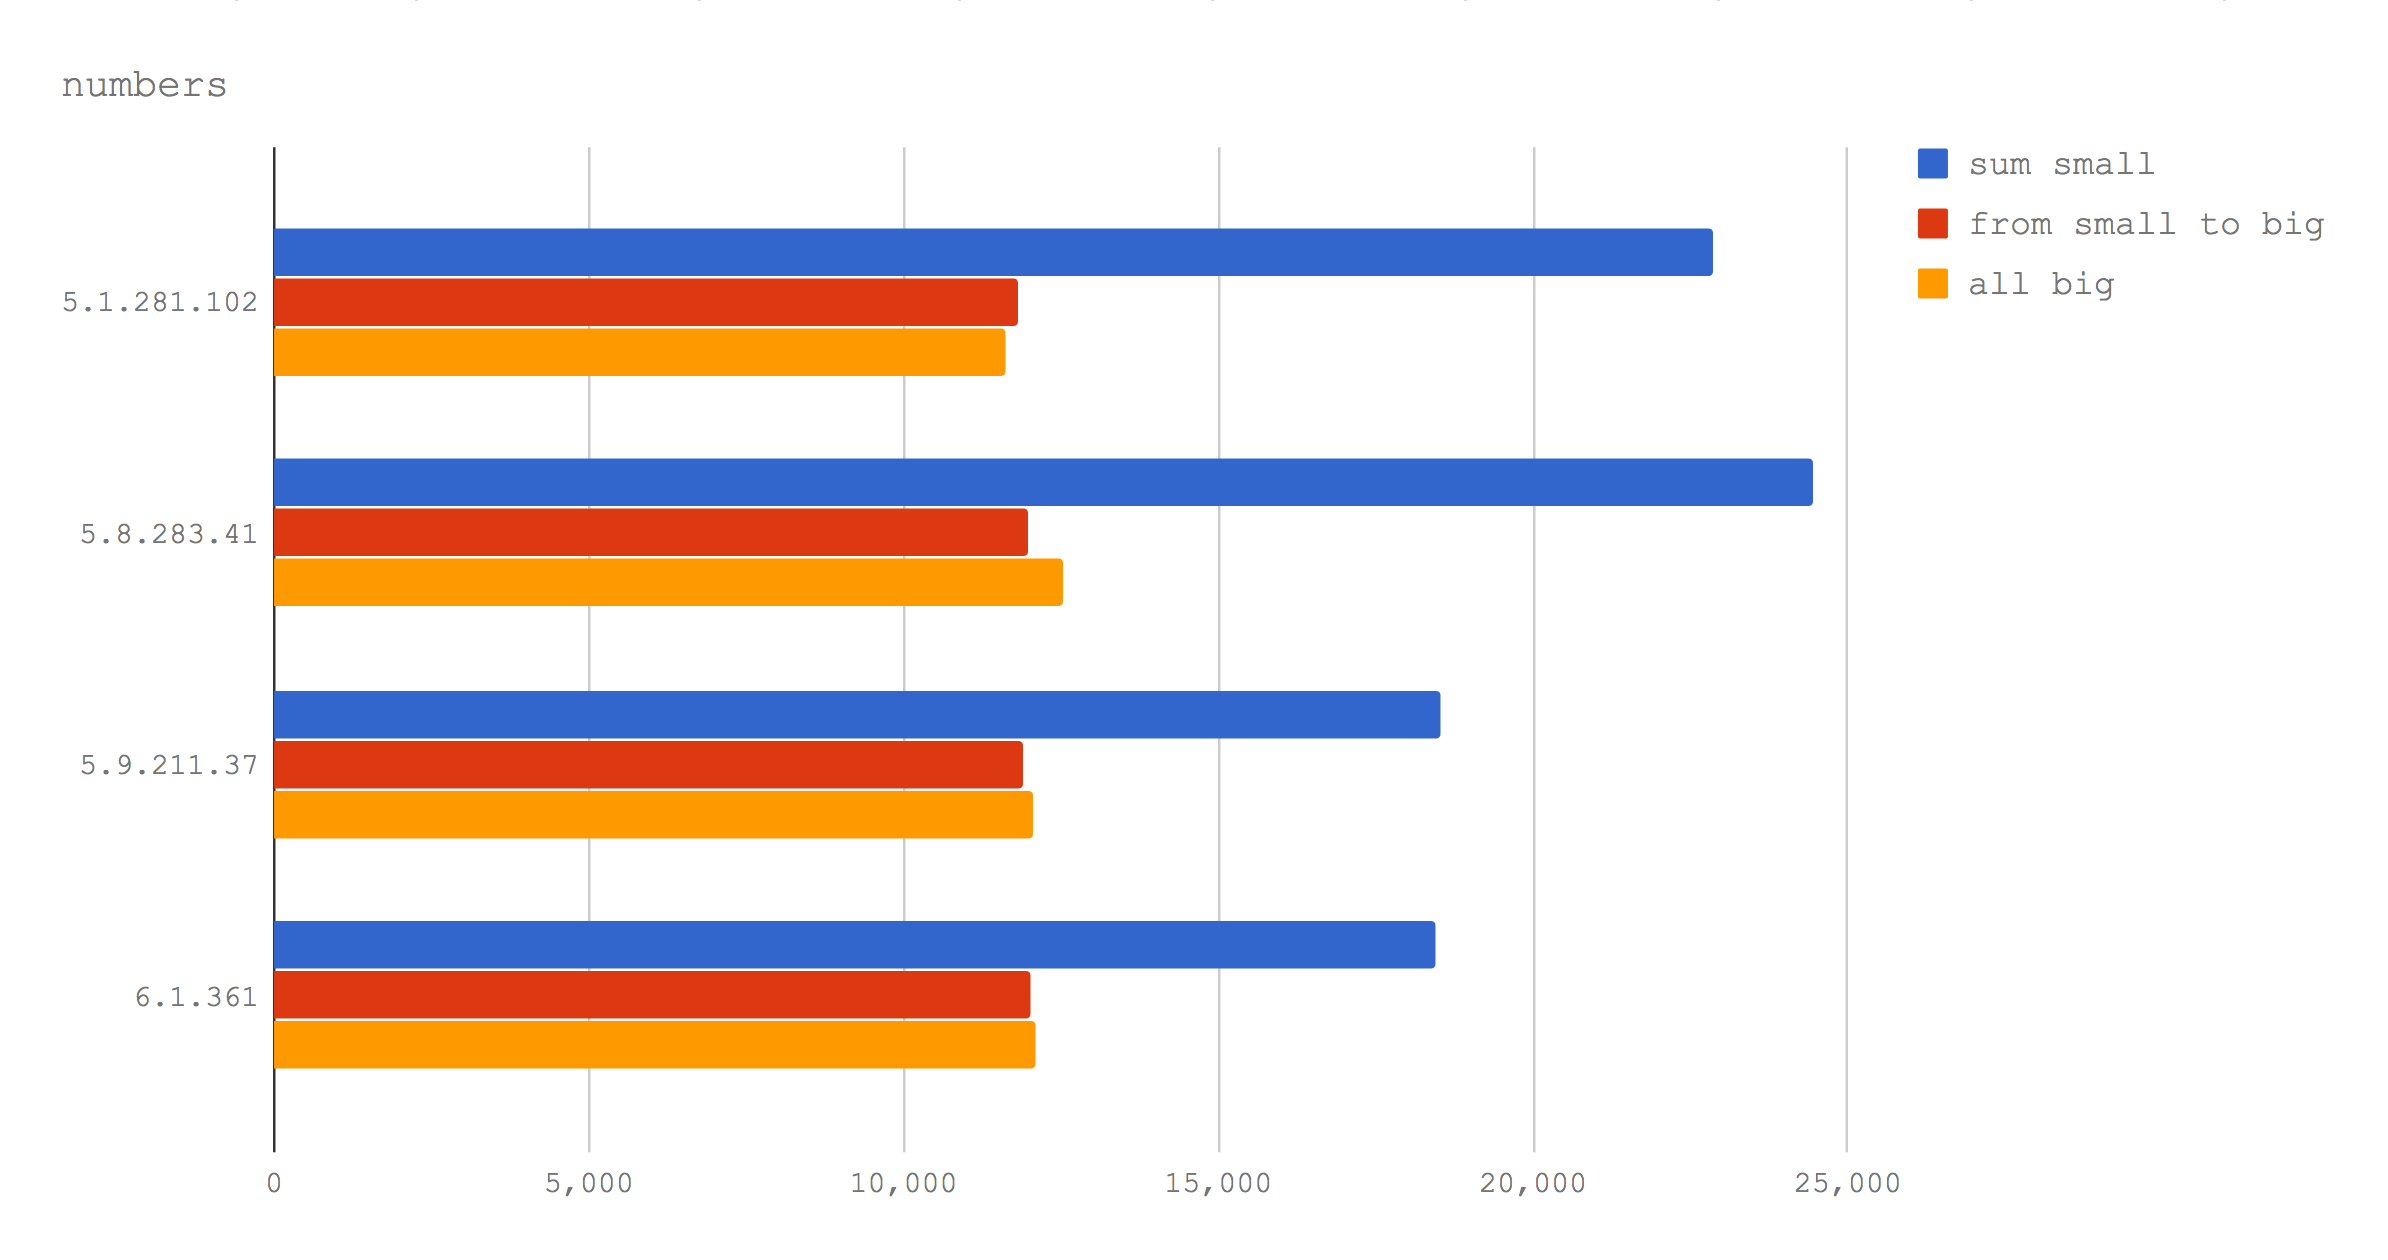 numbers
sum small
from small to big
all big
5.1.281.102
5.8.283.41
5.9.211.37
6.1.361
0 5,000 10,000 15,000 20,000 25,000